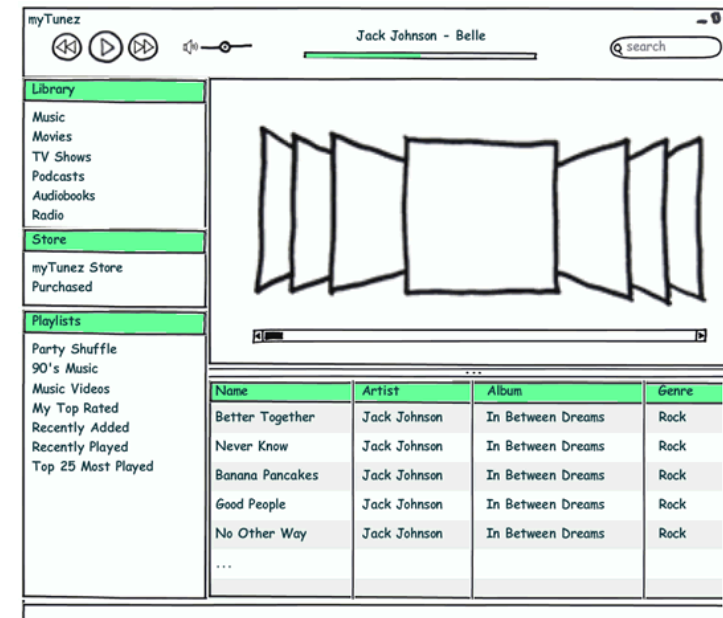 myTunez
Jack Johnson - Belle
search
Library
Music
Movies
TV Shows
Podcasts
Audiobooks
Radio
Store
myTunez Store
Purchased
Playlists
Party Shuffle
90's Music
Music Videos
My Top Rated
Recently Added
Recently Played
Top 25 Most Played
...
Name Artist Album Genre
Better Together Jack Johnson In Between Dreams Rock
Never Know Jack Johnson In Between Dreams Rock
Banana Pancakes Jack Johnson In Between Dreams Rock
Good People Jack Johnson In Between Dreams Rock
No Other Way Jack Johnson In Between Dreams Rock
...